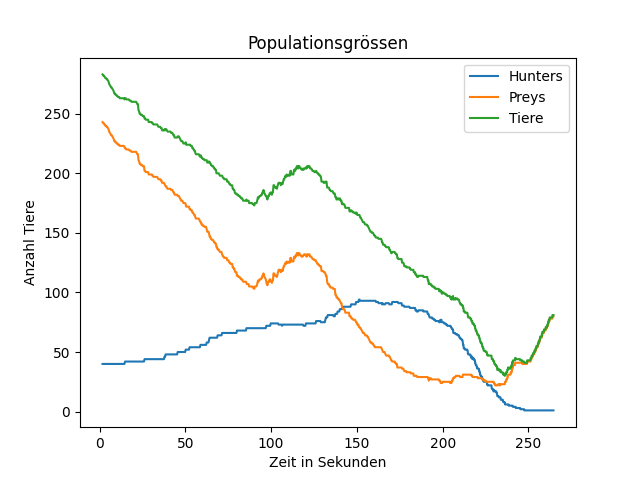 Populationsgrössen
Hunters
Preys
Tiere
Anzahl Tiere
250
200
150
100
50
0
0 50 100 150 200 250
Zeit in Sekunden